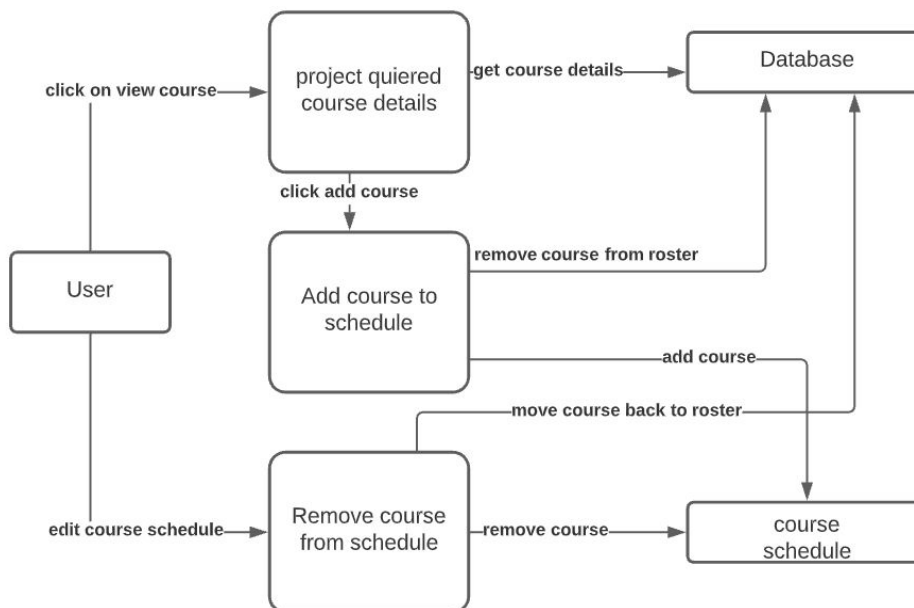 project quiered
course details
get course details
Database
click on view course
click add course
User
Add course to
schedule
remove course from roster
add course
move course back to roster
edit course schedule
Remove course
from schedule
remove course
course
schedule